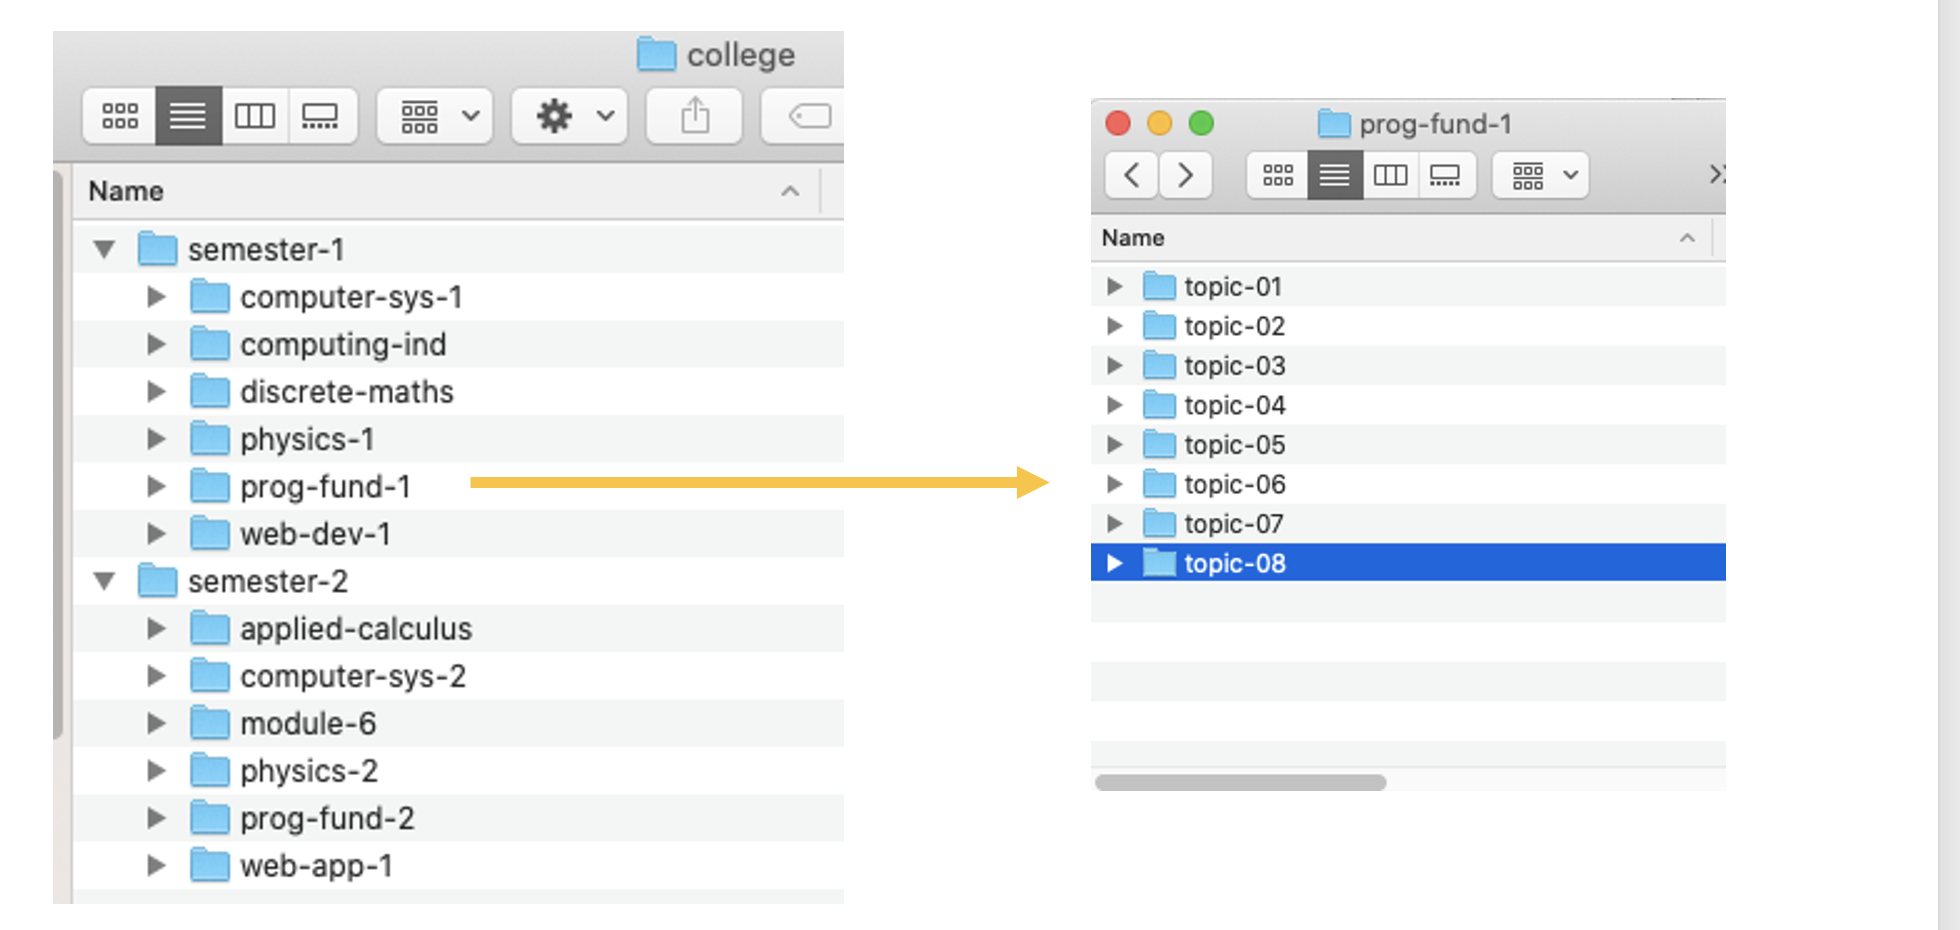 college
Name
semester-1
computer-sys-1
computing-ind
discrete-maths
physics-1
prog-fund-1
web-dev-1
semester-2
applied-calculus
computer-sys-2
module-6
physics-2
prog-fund-2
web-app-1
prog-fund-1
Name
topic-01
topic-02
topic-03
topic-04
topic-05
topic-06
topic-07
topic-08